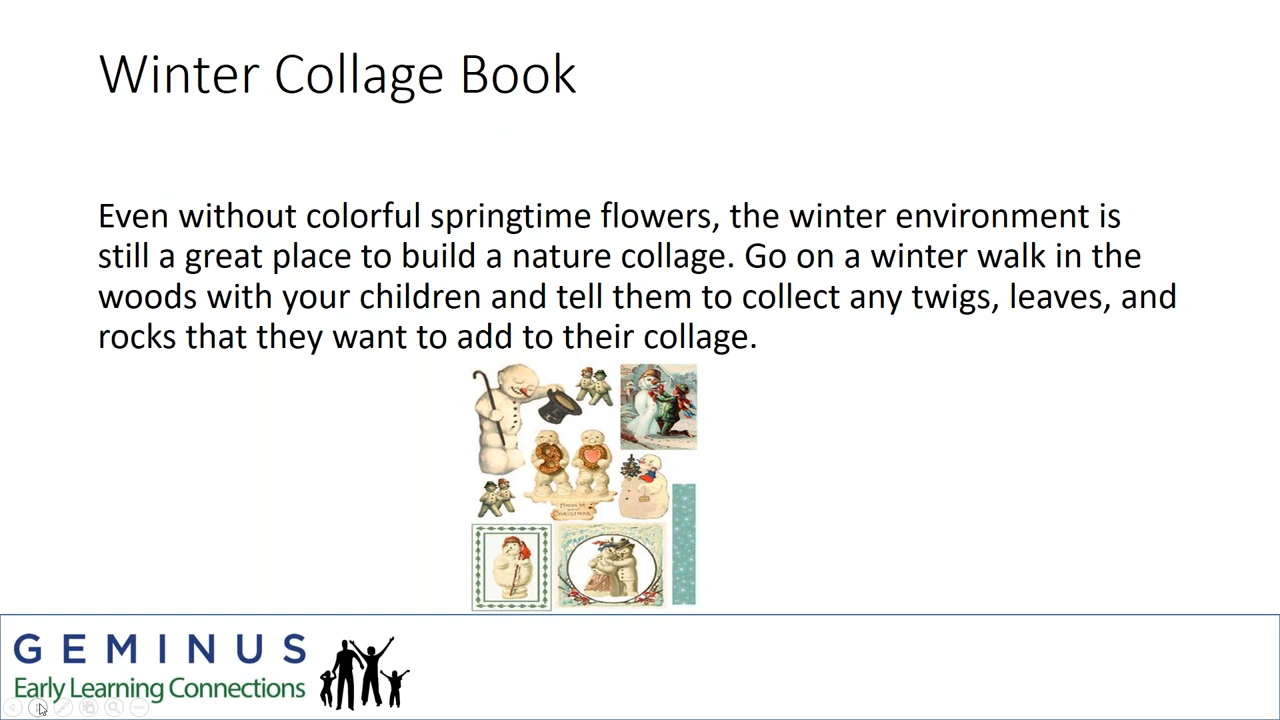 Winter Collage Book
Even without colorful springtime flowers, the winter environment is
still a great place to build a nature collage. Go on a winter walk in the
woods with your children and tell them to collect any twigs, leaves, and
rocks that they want to add to their collage.
CHRISTMAS
GEMINUS
Early Learning Connections